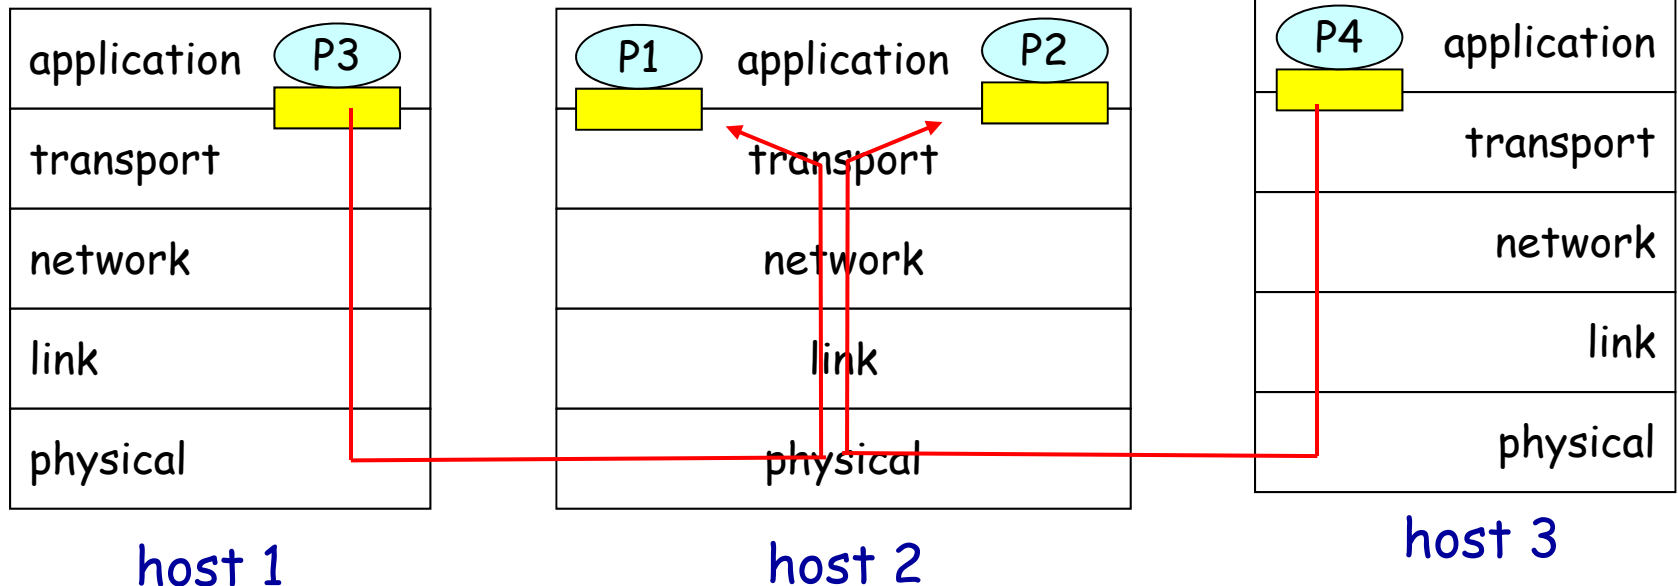 application
P3
transport
network
link
physical
host 1
P1
application
P2
transport
network
link
physical
host 2
P4
application
transport
network
link
physical
host 3